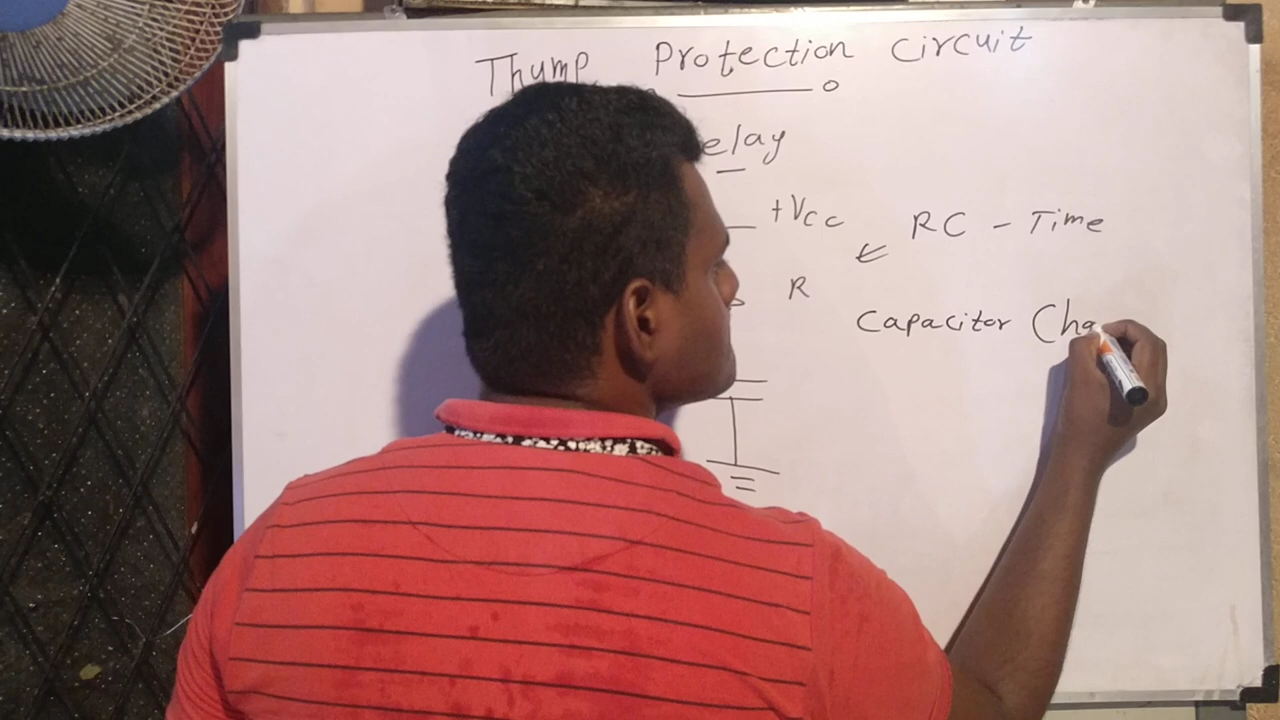 Thump Protection Circuit
elay
+Vcc
RC - Time
R
Capacitor Cha